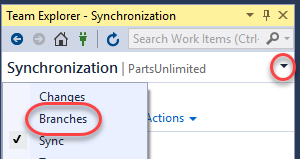 Team Explorer - Synchronization
Search Work Items (Ctrl+
Synchronization | PartsUnlimited
Changes
Branches
Actions
Sync